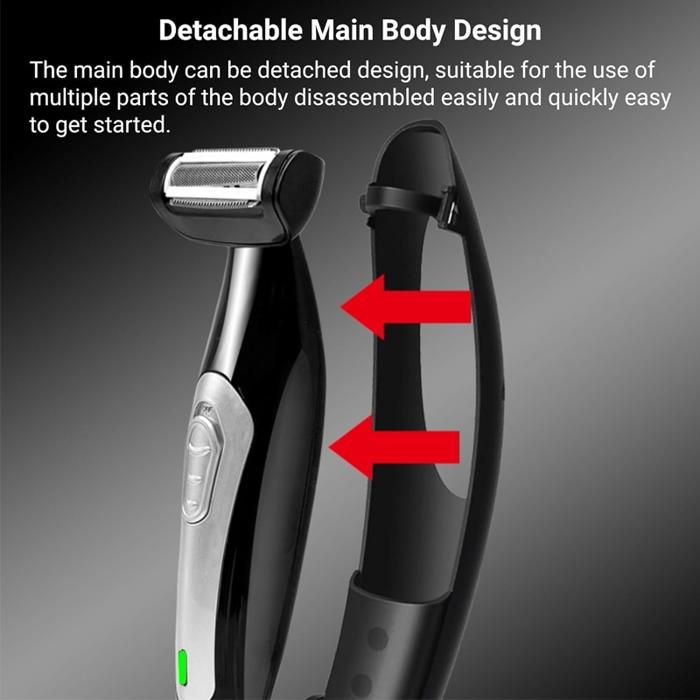 Detachable Main Body Design
The main body can be detached design, suitable for the use of
multiple parts of the body disassembled easily and quickly easy
to get started.